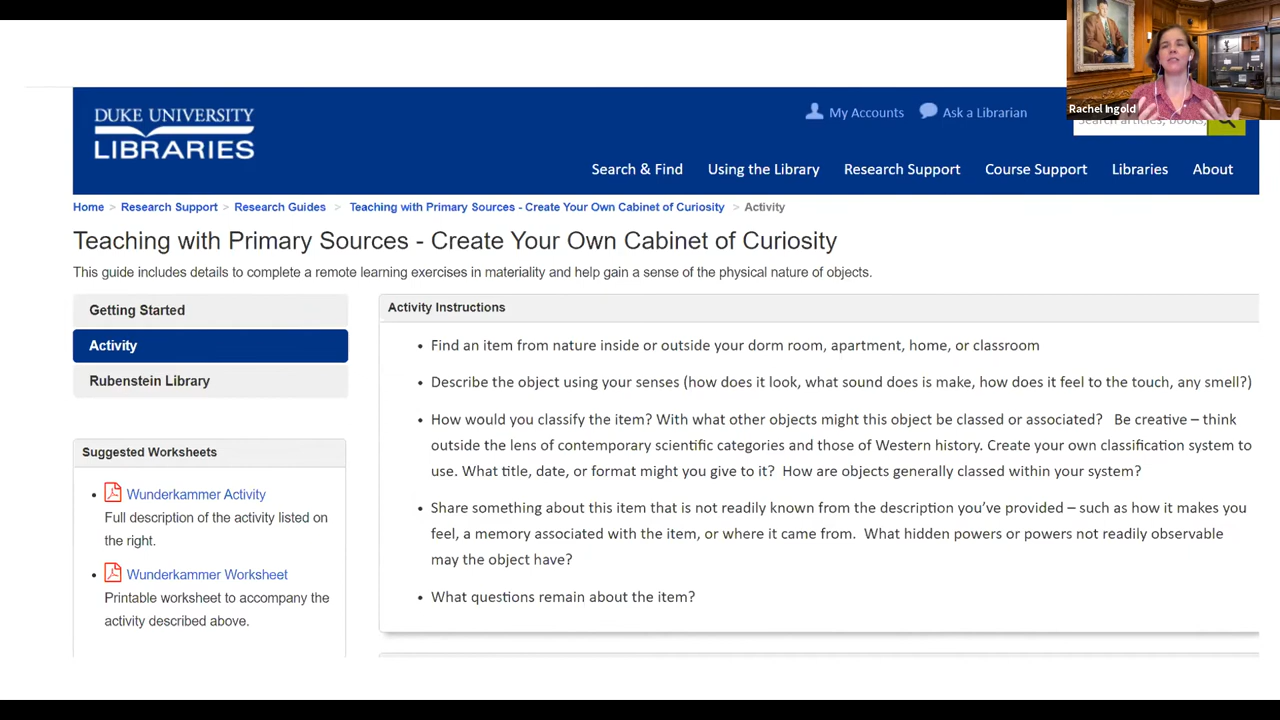 Rachel Ingold
DUKE UNIVERSITY
LIBRARIES
My Accounts
Ask a Librarian
Search articles, books,
Search & Find
Using the Library
Research Support
Course Support
Libraries
About
Home > Research Support > Research Guides > Teaching with Primary Sources - Create Your Own Cabinet of Curiosity > Activity
Teaching with Primary Sources - Create Your Own Cabinet of Curiosity
This guide includes details to complete a remote learning exercises in materiality and help gain a sense of the physical nature of objects.
Getting Started
Activity
Rubenstein Library
Suggested Worksheets
• Wunderkammer Activity
Full description of the activity listed on
the right.
• Wunderkammer Worksheet
Printable worksheet to accompany the
activity described above.
Activity Instructions
• Find an item from nature inside or outside your dorm room, apartment, home, or classroom
• Describe the object using your senses (how does it look, what sound does is make, how does it feel to the touch, any smell?)
• How would you classify the item? With what other objects might this object be classed or associated? Be creative – think
outside the lens of contemporary scientific categories and those of Western history. Create your own classification system to
use. What title, date, or format might you give to it? How are objects generally classed within your system?
• Share something about this item that is not readily known from the description you've provided – such as how it makes you
feel, a memory associated with the item, or where it came from. What hidden powers or powers not readily observable
may the object have?
• What questions remain about the item?